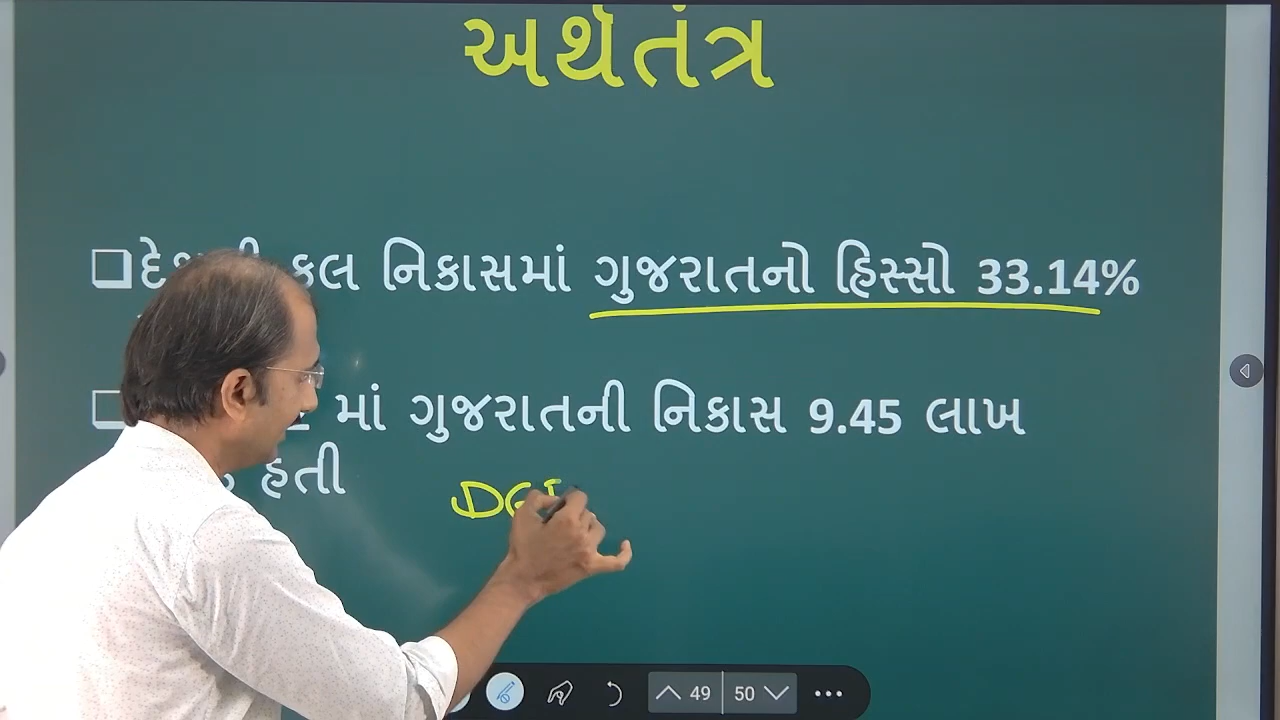 અર્થતંત્ર
કુલ નિકાસમાં ગુજરાતનો હિસ્સો 33.14%
માં ગુજરાતની નિકાસ 9.45 લાખ
હતી
49 50